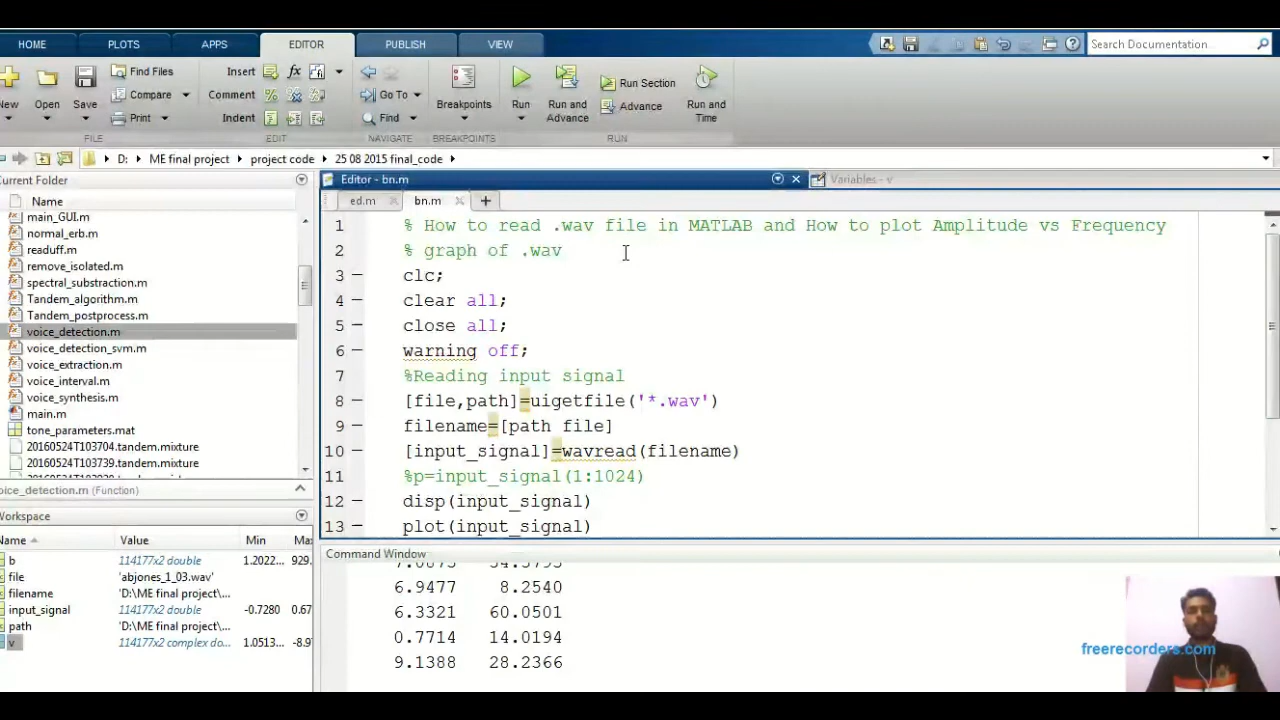 HOME PLOTS APPS EDITOR PUBLISH VIEW Search Documentation
Find Files Insert fx Run Section
New Open Save Compare Comment Go To Breakpoints Run Run and Advance Advance Run and Time
Print Indent Find
FILE EDIT NAVIGATE BREAKPOINTS RUN
D: ▸ ME final project ▸ project code ▸ 25 08 2015 final_code ▸
Current Folder
Name
main_GUI.m
normal_erb.m
readuff.m
remove_isolated.m
spectral_substraction.m
Tandem_algorithm.m
Tandem_postprocess.m
voice_detection.m
voice_detection_svm.m
voice_extraction.m
voice_interval.m
voice_synthesis.m
main.m
tone_parameters.mat
20160524T103704.tandem.mixture
20160524T103739.tandem.mixture
oice_detection.m (Function)
Workspace
Name Value Min Ma
b 114177x2 double 1.2022... 929.
file 'abjones_1_03.wav'
filename 'D:\ME final project\...
input_signal 114177x2 double -0.7280 0.67
path 'D:\ME final project\...
v 114177x2 complex do... 1.0513... -8.9
Editor - bn.m Variables - v
ed.m bn.m
1 % How to read .wav file in MATLAB and How to plot Amplitude vs Frequency
2 % graph of .wav
3 clc;
4 clear all;
5 close all;
6 warning off;
7 %Reading input signal
8 [file,path]=uigetfile('*.wav')
9 filename=[path file]
10 [input_signal]=wavread(filename)
11 %p=input_signal(1:1024)
12 disp(input_signal)
13 plot(input_signal)
Command Window
6.9477 8.2540
6.3321 60.0501
0.7714 14.0194
9.1388 28.2366
freerecorders.com